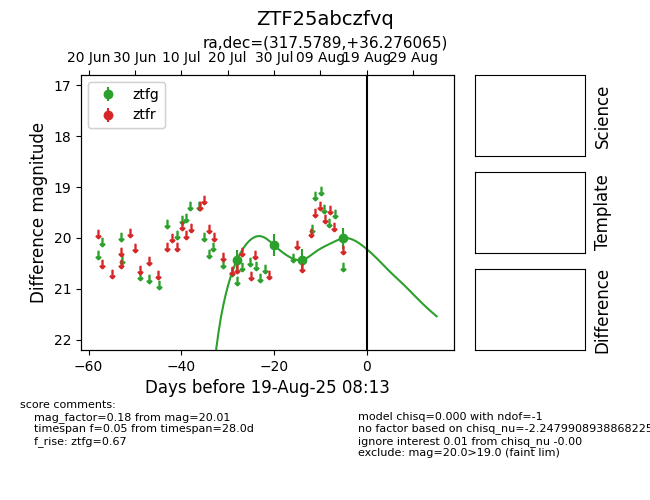 ZTF25abczfvq
ra,dec=(317.5789,+36.276065)
20 Jun 30 Jun 10 Jul 20 Jul 30 Jul 09 Aug 19 Aug 29 Aug
17
18
19
20
21
22
Difference magnitude
ztfg
ztfr
−60 −40 −20 0
Days before 19-Aug-25 08:13
Science
Template
Difference
score comments:
mag_factor=0.18 from mag=20.01
timespan f=0.05 from timespan=28.0d
f_rise: ztfg=0.67
model chisq=0.000 with ndof=-1
no factor based on chisq_nu=-2.2479908938868225
ignore interest 0.01 from chisq_nu -0.00
exclude: mag=20.0>19.0 (faint lim)